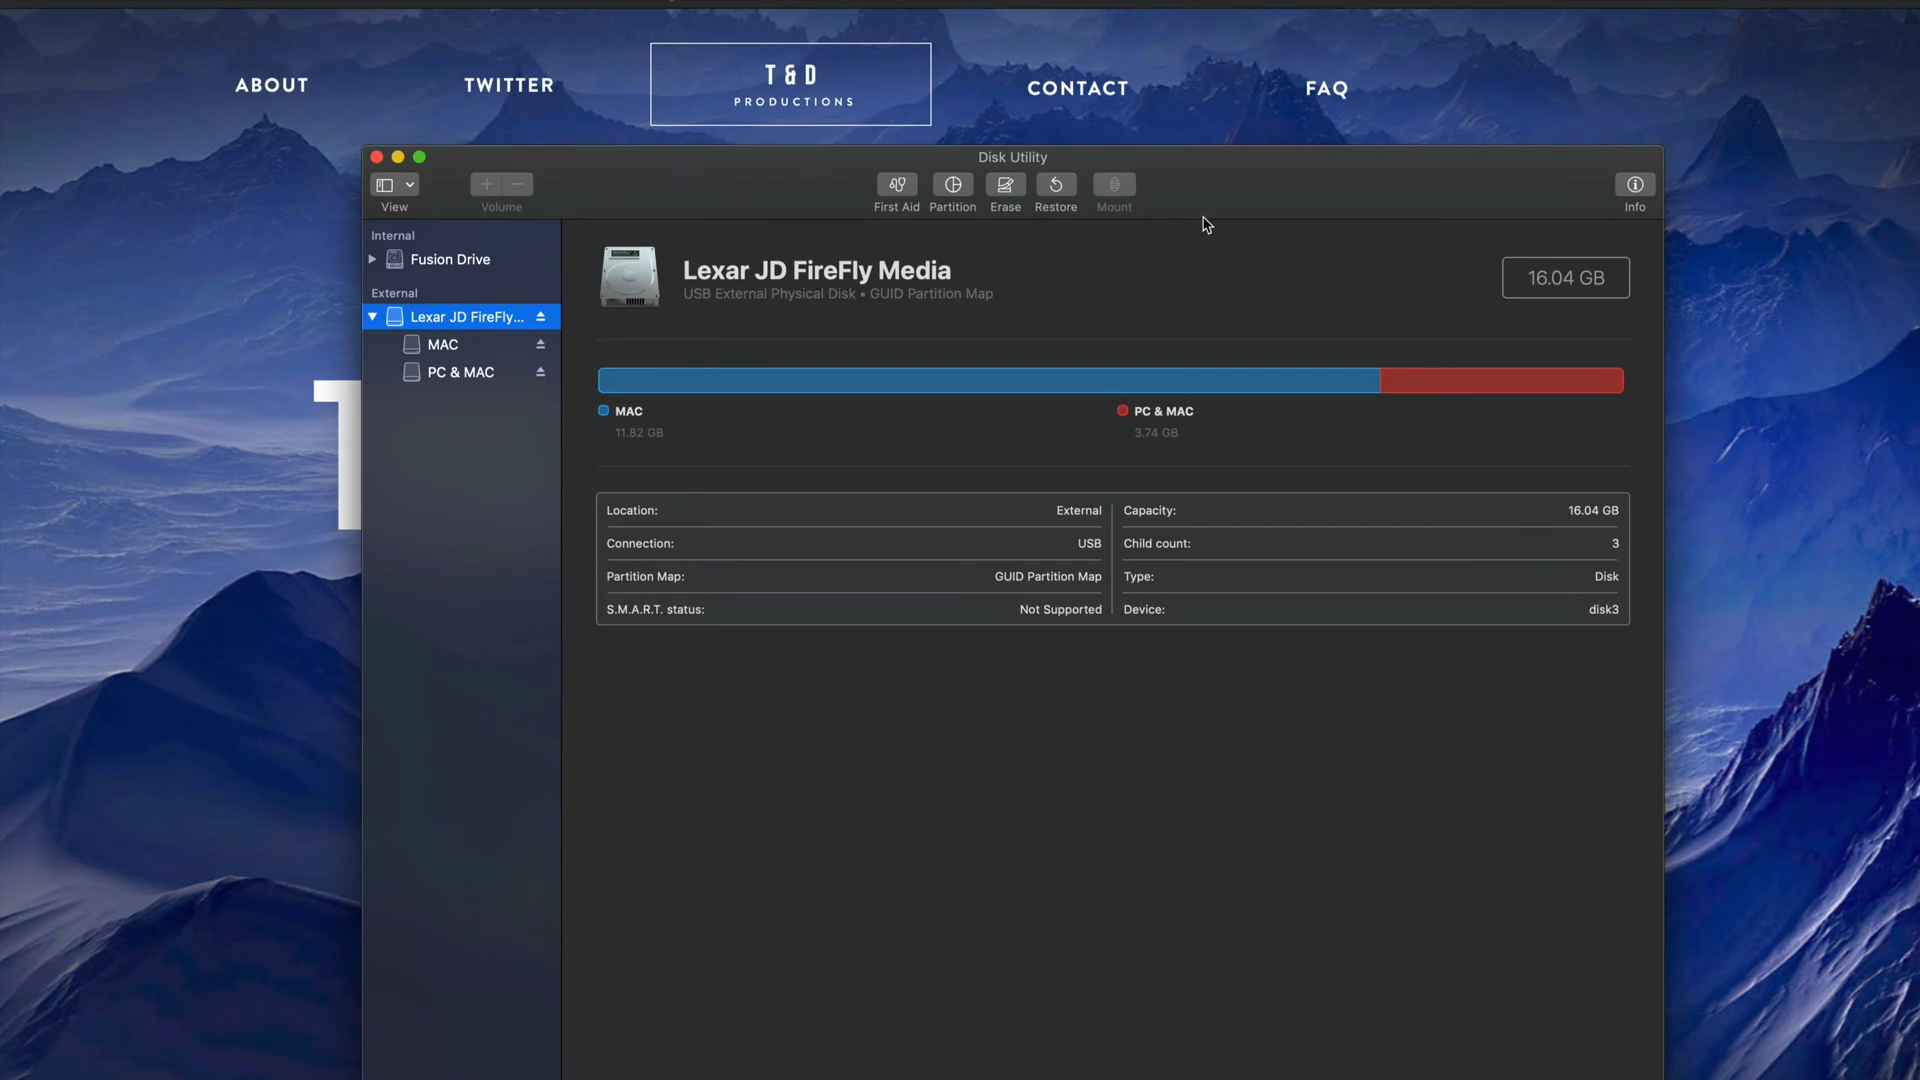 ABOUT
TWITTER
T & D
PRODUCTIONS
CONTACT
FAQ
Disk Utility
View
Volume
First Aid
Partition
Erase
Restore
Mount
Info
Internal
Fusion Drive
External
Lexar JD FireFly...
MAC
PC & MAC
Lexar JD FireFly Media
USB External Physical Disk • GUID Partition Map
16.04 GB
MAC
11.82 GB
PC & MAC
3.74 GB
Location: External
Connection: USB
Partition Map: GUID Partition Map
S.M.A.R.T. status: Not Supported
Capacity: 16.04 GB
Child count: 3
Type: Disk
Device: disk3
T